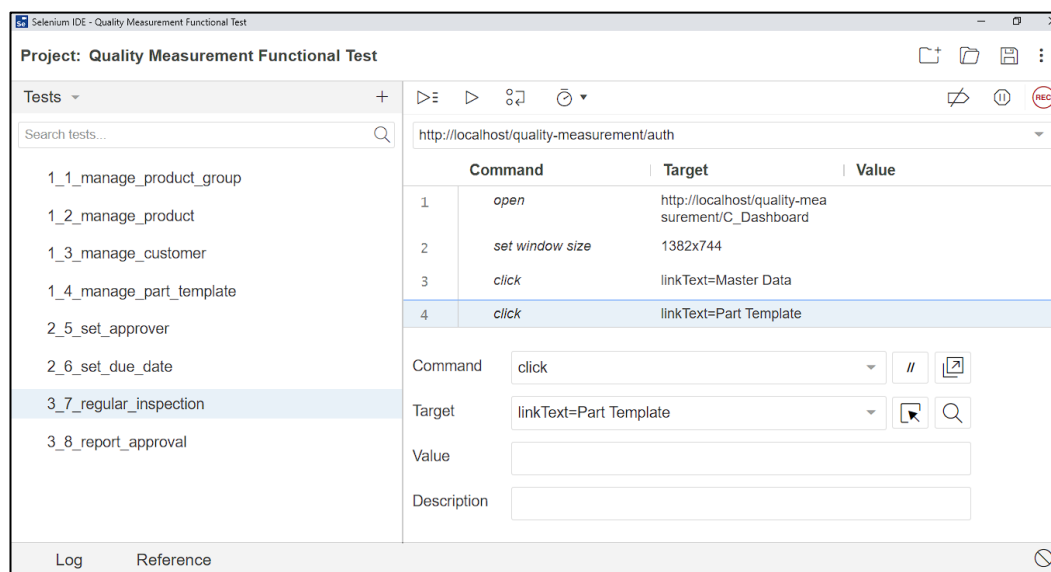 Se Selenium IDE - Quality Measurement Functional Test
Project: Quality Measurement Functional Test
Tests
REC
Search tests...
http://localhost/quality-measurement/auth
Command Target Value
1_1_manage_product_group
1_2_manage_product
1_3_manage_customer
1_4_manage_part_template
2_5_set_approver
2_6_set_due_date
3_7_regular_inspection
3_8_report_approval
1 open http://localhost/quality-mea
surement/C_Dashboard
2 set window size 1382x744
3 click linkText=Master Data
4 click linkText=Part Template
Command click //
Target linkText=Part Template
Value
Description
Log Reference